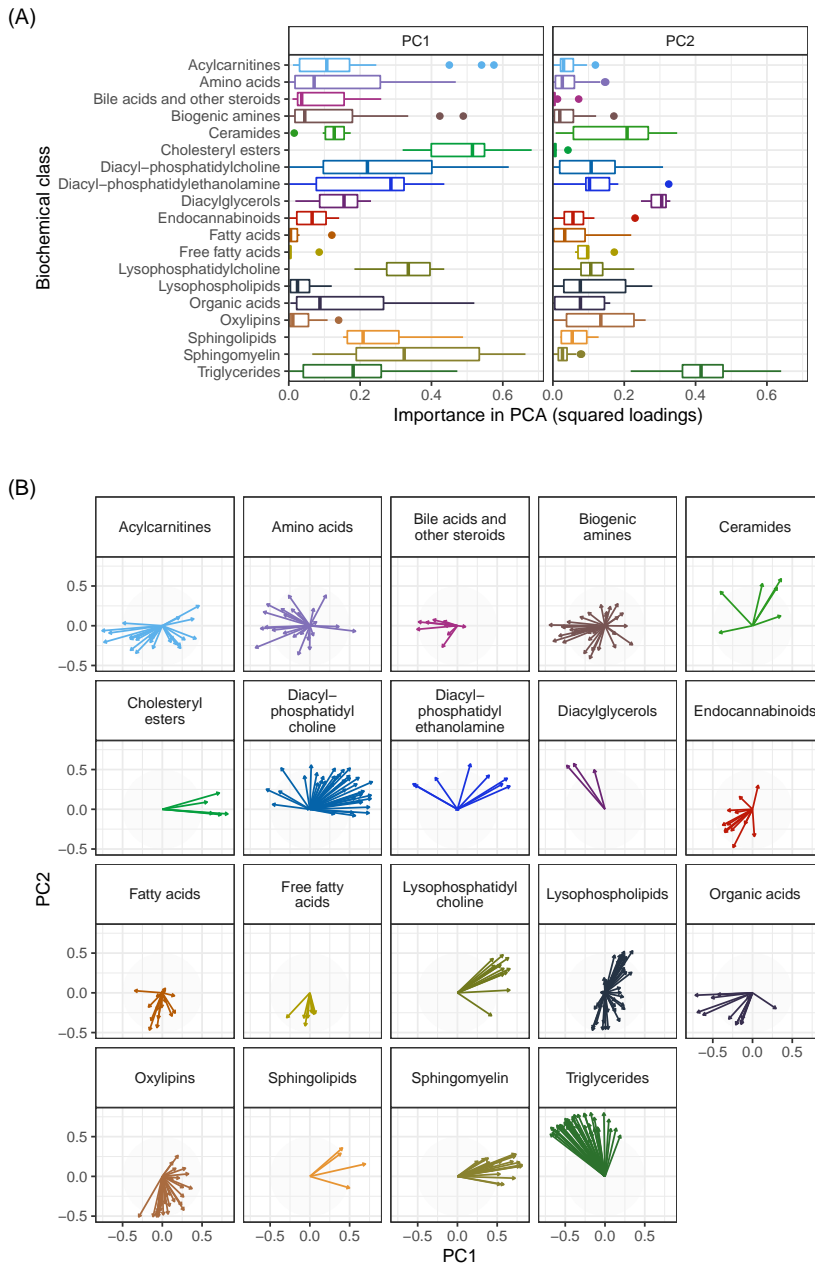 (A)
PC1
PC2
Biochemical class
Acylcarnitines
Amino acids
Bile acids and other steroids
Biogenic amines
Ceramides
Cholesteryl esters
Diacyl−phosphatidylcholine
Diacyl−phosphatidylethanolamine
Diacylglycerols
Endocannabinoids
Fatty acids
Free fatty acids
Lysophosphatidylcholine
Lysophospholipids
Organic acids
Oxylipins
Sphingolipids
Sphingomyelin
Triglycerides
0.0 0.2 0.4 0.6 0.0 0.2 0.4 0.6
Importance in PCA (squared loadings)
(B)
Acylcarnitines
Amino acids
Bile acids and
other steroids
Biogenic
amines
Ceramides
0.5
0.0
−0.5
Cholesteryl
esters
Diacyl−
phosphatidyl
choline
Diacyl−
phosphatidyl
ethanolamine
Diacylglycerols
Endocannabinoids
0.5
0.0
−0.5
PC2
Fatty acids
Free fatty
acids
Lysophosphatidyl
choline
Lysophospholipids
Organic acids
0.5
0.0
−0.5
−0.5 0.0 0.5
Oxylipins
Sphingolipids
Sphingomyelin
Triglycerides
0.5
0.0
−0.5
−0.5 0.0 0.5 −0.5 0.0 0.5 −0.5 0.0 0.5 −0.5 0.0 0.5
PC1